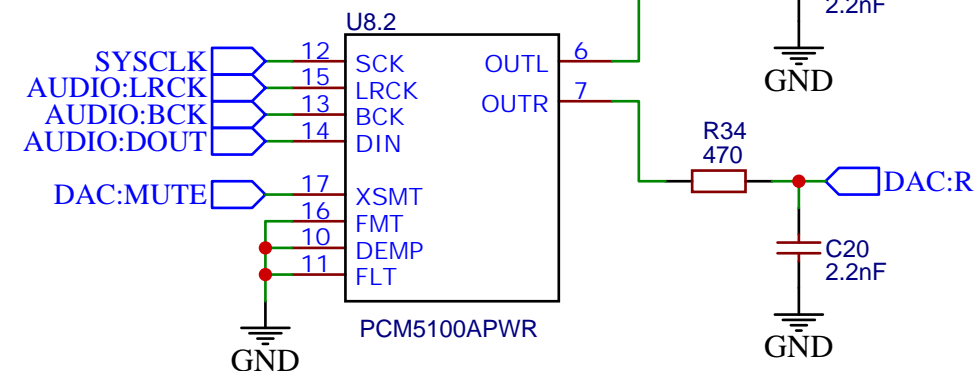 2.2nF
GND
U8.2
SYSCLK 12 SCK
AUDIO:LRCK 15 LRCK
AUDIO:BCK 13 BCK
AUDIO:DOUT 14 DIN
DAC:MUTE 17 XSMT
16 FMT
10 DEMP
11 FLT
GND
OUTL 6
OUTR 7
PCM5100APWR
R34
470
DAC:R
C20
2.2nF
GND